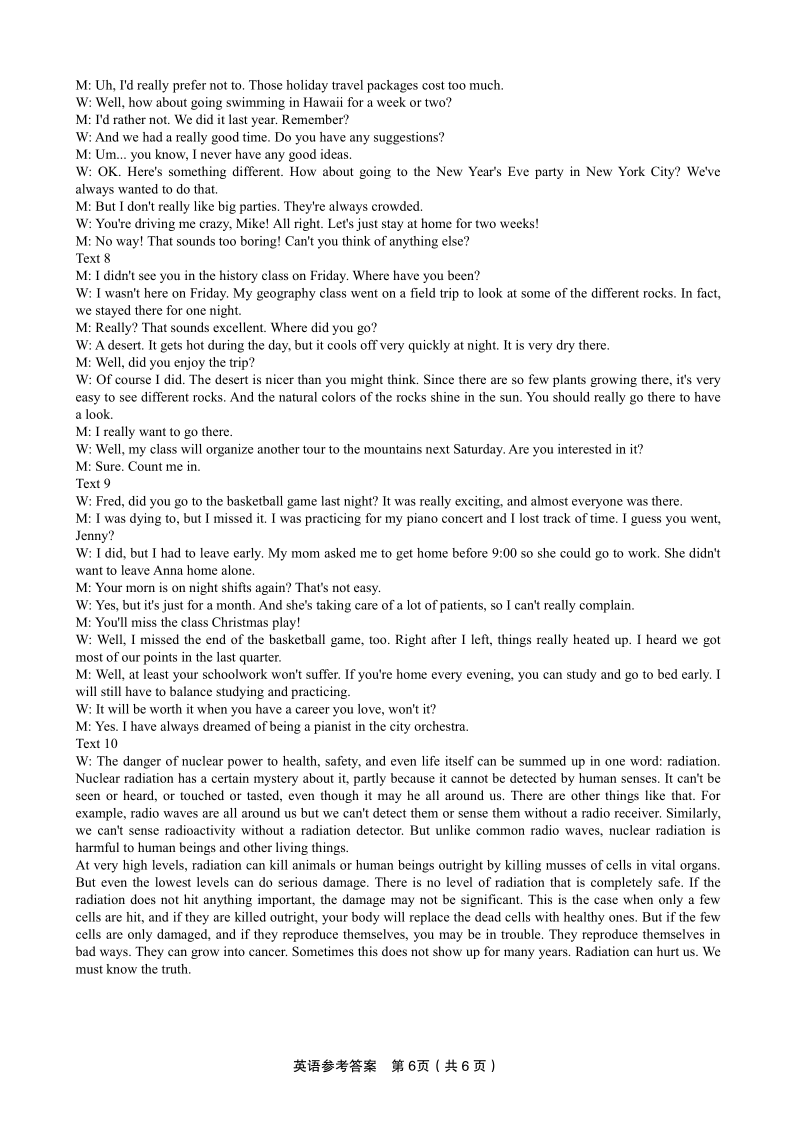 M: Uh, I'd really prefer not to. Those holiday travel packages cost too much.
W: Well, how about going swimming in Hawaii for a week or two?
M: I'd rather not. We did it last year. Remember?
W: And we had a really good time. Do you have any suggestions?
M: Um... you know, I never have any good ideas.
W: OK. Here's something different. How about going to the New Year's Eve party in New York City? We've
always wanted to do that.
M: But I don't really like big parties. They're always crowded.
W: You're driving me crazy, Mike! All right. Let's just stay at home for two weeks!
M: No way! That sounds too boring! Can't you think of anything else?
Text 8
M: I didn't see you in the history class on Friday. Where have you been?
W: I wasn't here on Friday. My geography class went on a field trip to look at some of the different rocks. In fact,
we stayed there for one night.
M: Really? That sounds excellent. Where did you go?
W: A desert. It gets hot during the day, but it cools off very quickly at night. It is very dry there.
M: Well, did you enjoy the trip?
W: Of course I did. The desert is nicer than you might think. Since there are so few plants growing there, it's very
easy to see different rocks. And the natural colors of the rocks shine in the sun. You should really go there to have
a look.
M: I really want to go there.
W: Well, my class will organize another tour to the mountains next Saturday. Are you interested in it?
M: Sure. Count me in.
Text 9
W: Fred, did you go to the basketball game last night? It was really exciting, and almost everyone was there.
M: I was dying to, but I missed it. I was practicing for my piano concert and I lost track of time. I guess you went,
Jenny?
W: I did, but I had to leave early. My mom asked me to get home before 9:00 so she could go to work. She didn't
want to leave Anna home alone.
M: Your morn is on night shifts again? That's not easy.
W: Yes, but it's just for a month. And she's taking care of a lot of patients, so I can't really complain.
M: You'll miss the class Christmas play!
W: Well, I missed the end of the basketball game, too. Right after I left, things really heated up. I heard we got
most of our points in the last quarter.
M: Well, at least your schoolwork won't suffer. If you're home every evening, you can study and go to bed early. I
will still have to balance studying and practicing.
W: It will be worth it when you have a career you love, won't it?
M: Yes. I have always dreamed of being a pianist in the city orchestra.
Text 10
W: The danger of nuclear power to health, safety, and even life itself can be summed up in one word: radiation.
Nuclear radiation has a certain mystery about it, partly because it cannot be detected by human senses. It can't be
seen or heard, or touched or tasted, even though it may he all around us. There are other things like that. For
example, radio waves are all around us but we can't detect them or sense them without a radio receiver. Similarly,
we can't sense radioactivity without a radiation detector. But unlike common radio waves, nuclear radiation is
harmful to human beings and other living things.
At very high levels, radiation can kill animals or human beings outright by killing musses of cells in vital organs.
But even the lowest levels can do serious damage. There is no level of radiation that is completely safe. If the
radiation does not hit anything important, the damage may not be significant. This is the case when only a few
cells are hit, and if they are killed outright, your body will replace the dead cells with healthy ones. But if the few
cells are only damaged, and if they reproduce themselves, you may be in trouble. They reproduce themselves in
bad ways. They can grow into cancer. Sometimes this does not show up for many years. Radiation can hurt us. We
must know the truth.
英语参考答案 第 6页（共 6 页）